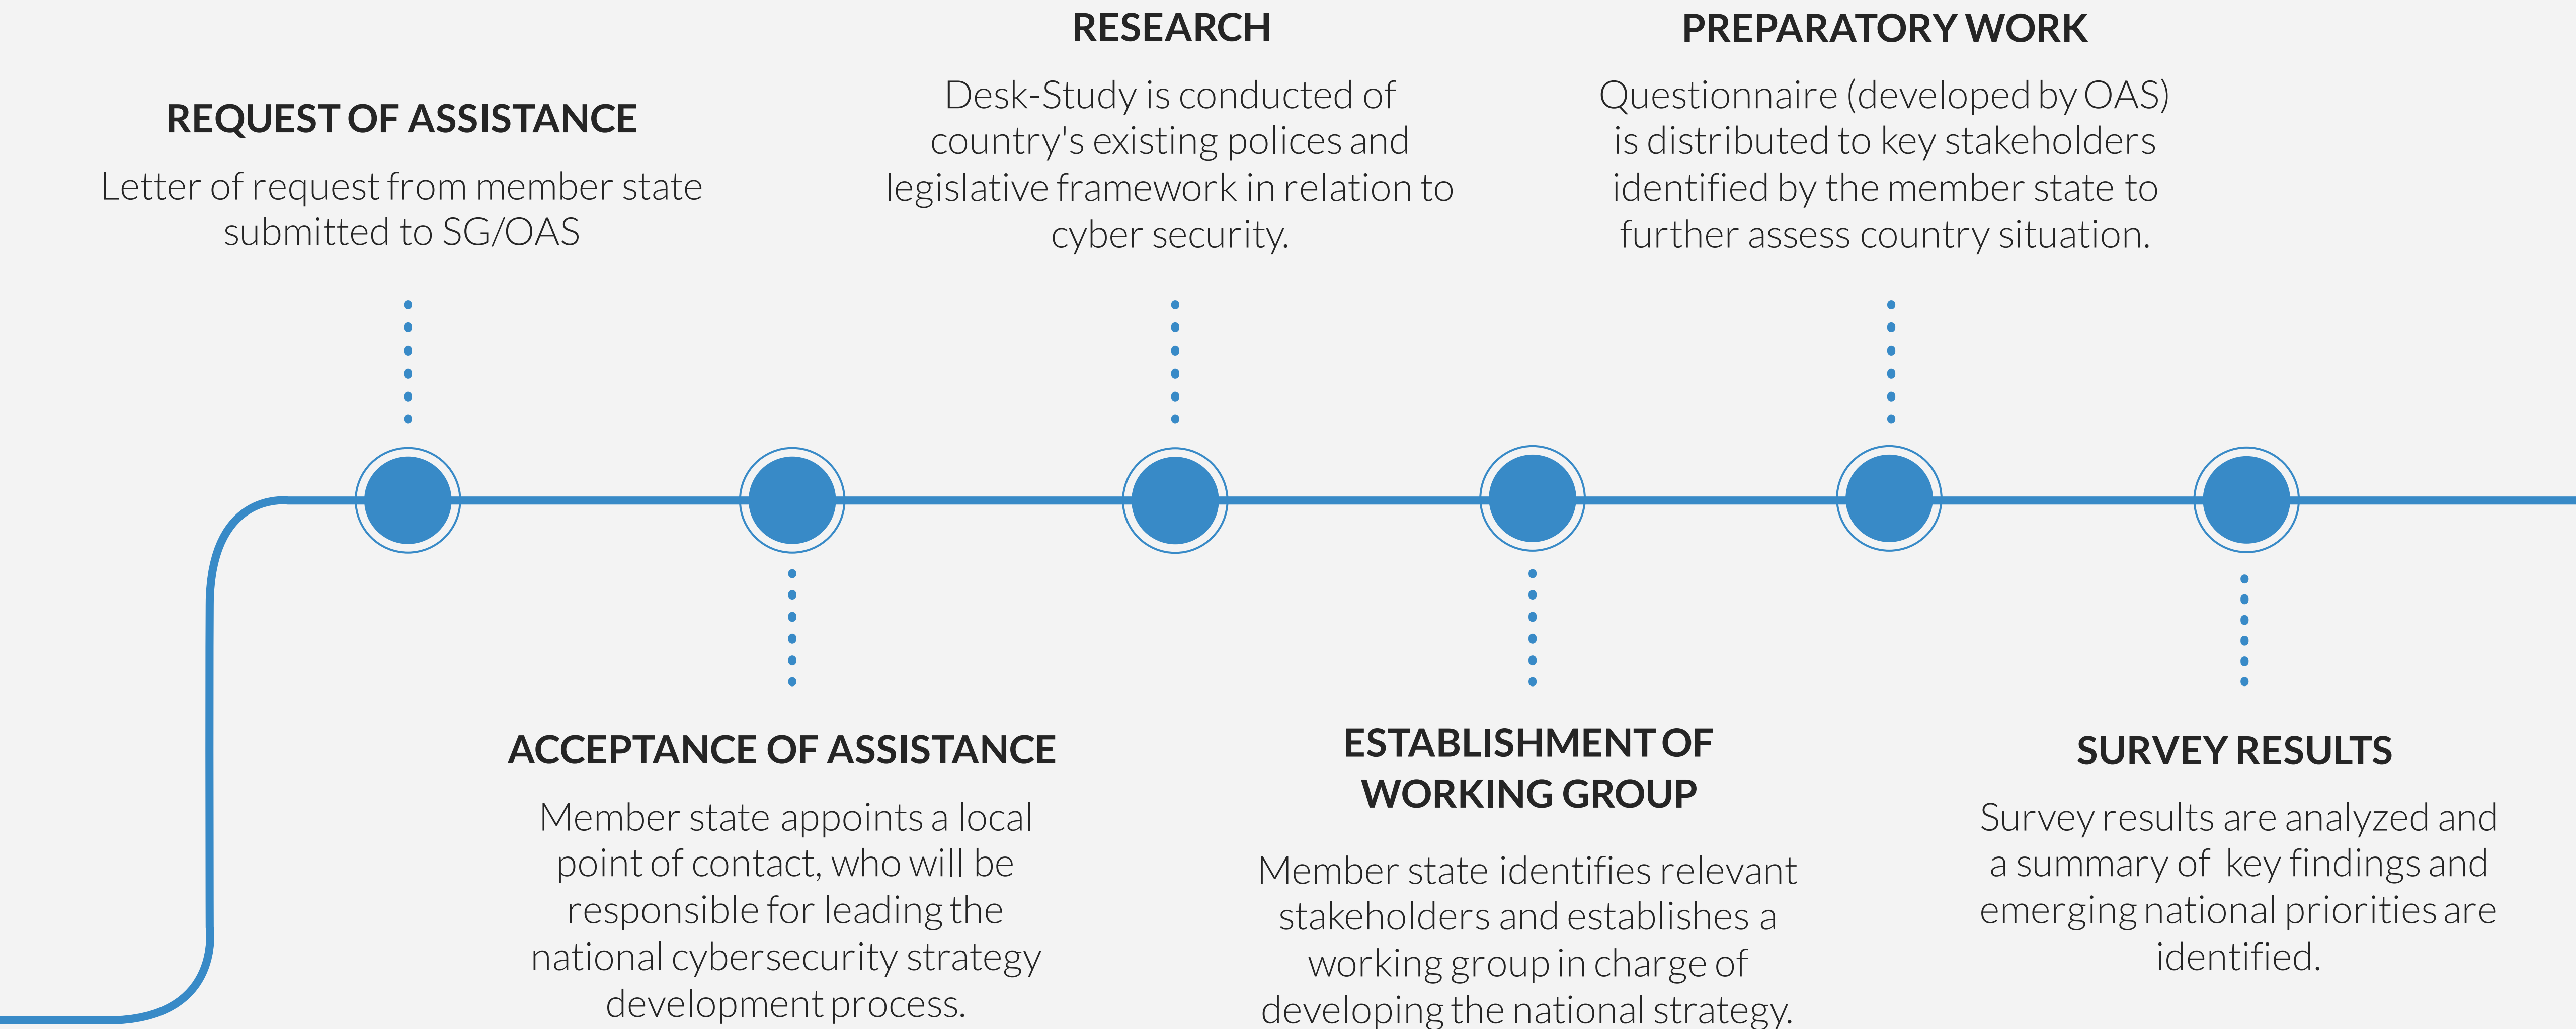 REQUEST OF ASSISTANCE
Letter of request from member state
submitted to SG/OAS
ACCEPTANCE OF ASSISTANCE
Member state appoints a local
point of contact, who will be
responsible for leading the
national cybersecurity strategy
development process.
RESEARCH
Desk-Study is conducted of
country's existing polices and
legislative framework in relation to
cyber security.
ESTABLISHMENT OF
WORKING GROUP
Member state identifies relevant
stakeholders and establishes a
working group in charge of
developing the national strategy.
PREPARATORY WORK
Questionnaire (developed by OAS)
is distributed to key stakeholders
identified by the member state to
further assess country situation.
SURVEY RESULTS
Survey results are analyzed and
a summary of key findings and
emerging national priorities are
identified.